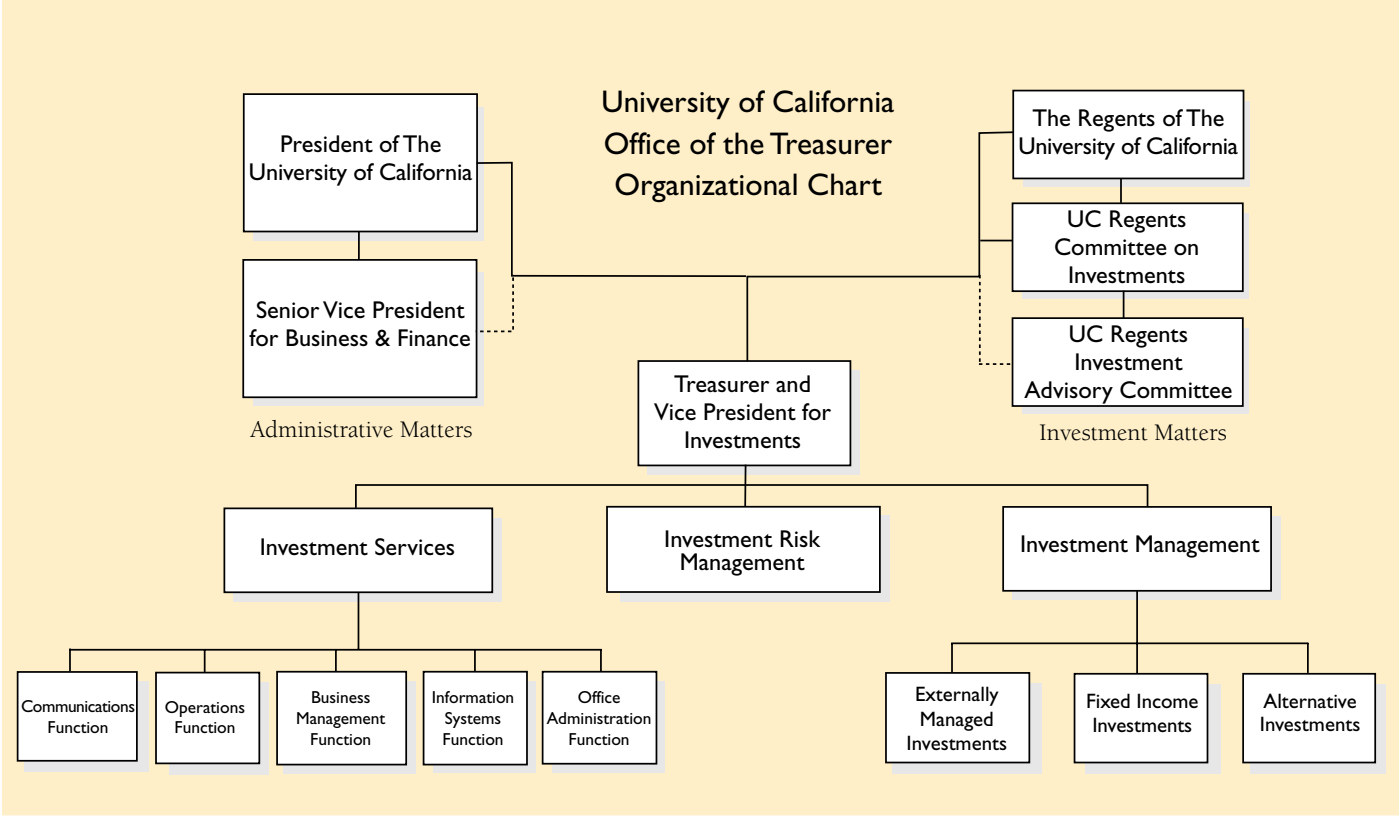 University of California
Office of the Treasurer
Organizational Chart
President of The
University of California
Senior Vice President
for Business & Finance
Administrative Matters
The Regents of The
University of California
UC Regents
Committee on
Investments
UC Regents
Investment
Advisory Committee
Investment Matters
Treasurer and
Vice President for
Investments
Investment Services
Investment Risk
Management
Investment Management
Communications
Function
Operations
Function
Business
Management
Function
Information
Systems
Function
Office
Administration
Function
Externally
Managed
Investments
Fixed Income
Investments
Alternative
Investments